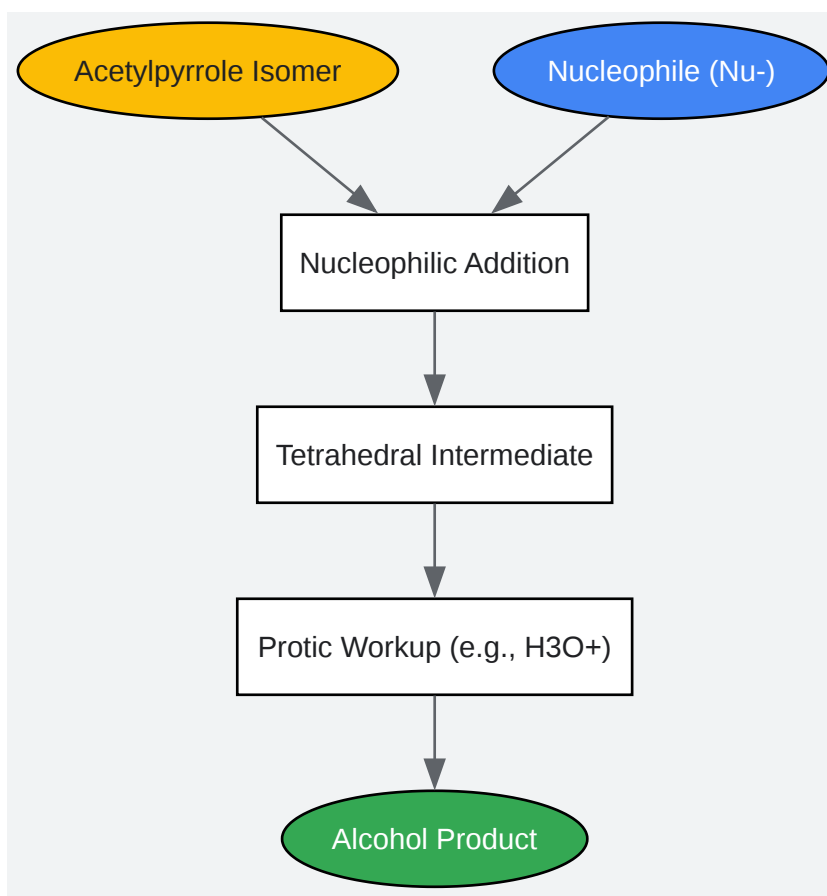 Acetylpyrrole Isomer
Nucleophile (Nu-)
Nucleophilic Addition
Tetrahedral Intermediate
Protic Workup (e.g., H3O+)
Alcohol Product